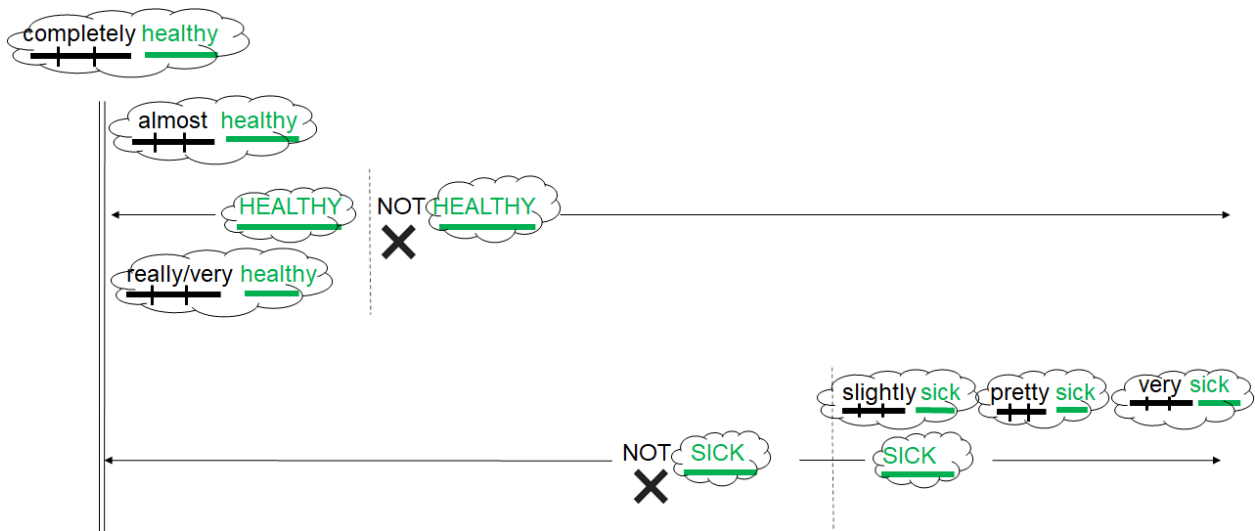 completely healthy
almost healthy
HEALTHY NOT HEALTHY
really/very healthy
slightly sick pretty sick very sick
NOT SICK SICK